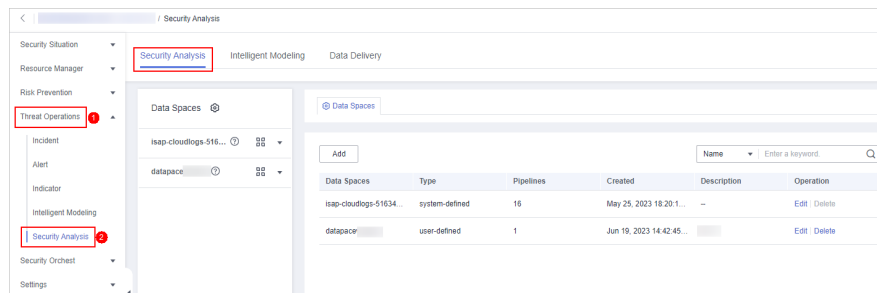 / Security Analysis
Security Situation
Resource Manager
Risk Prevention
Threat Operations 1
Incident
Alert
Indicator
Intelligent Modeling
Security Analysis 2
Security Orchest
Settings
Security Analysis Intelligent Modeling Data Delivery
Data Spaces
isap-cloudlogs-516...
datapace
Data Spaces
Add Name Enter a keyword.
Data Spaces Type Pipelines Created Description Operation
isap-cloudlogs-51634... system-defined 16 May 25, 2023 18:20:1... -- Edit Delete
datapace user-defined 1 Jun 19, 2023 14:42:45... Edit Delete